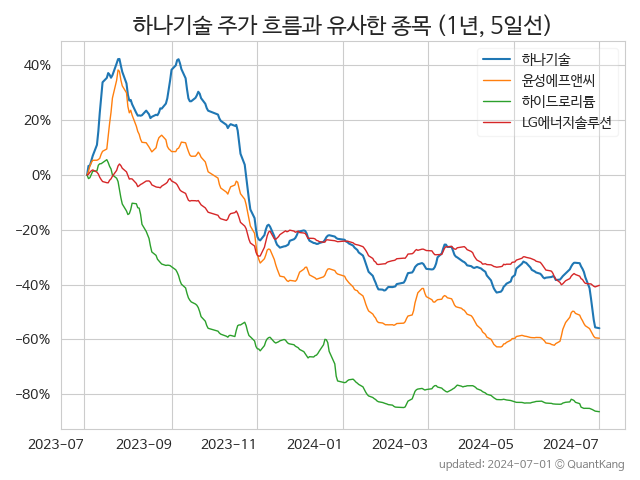 하나기술 주가 흐름과 유사한 종목 (1년, 5일선)
하나기술
윤성에프앤씨
하이드로리튬
LG에너지솔루션
40%
20%
0%
−20%
−40%
−60%
−80%
2023-07 2023-09 2023-11 2024-01 2024-03 2024-05 2024-07
updated: 2024-07-01 © QuantKang